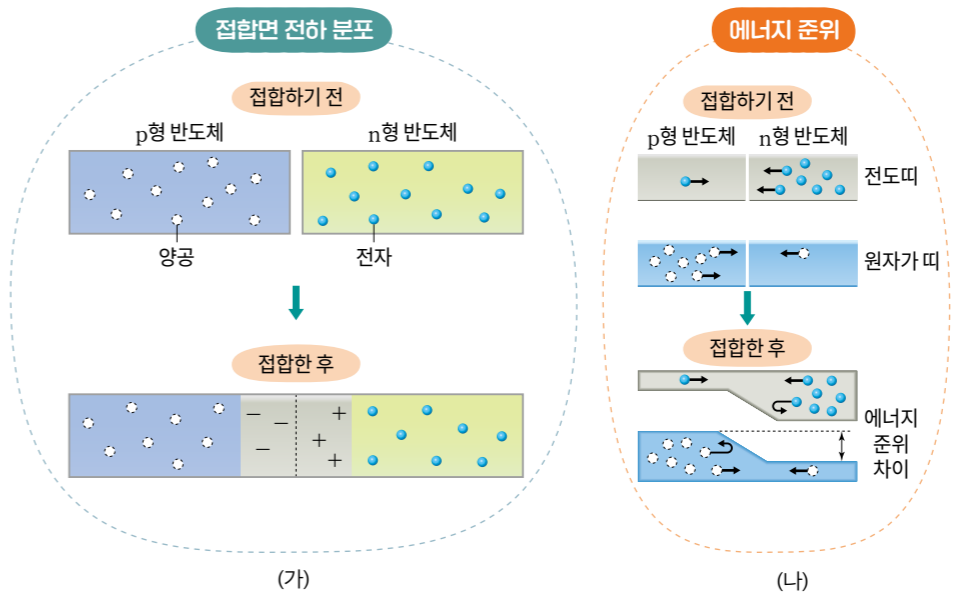 접합면 전하 분포
접합하기 전
p형 반도체
n형 반도체
양공
전자
접합한 후
− − −
+ + +
(가)
에너지 준위
접합하기 전
p형 반도체
n형 반도체
전도띠
원자가 띠
접합한 후
에너지
준위
차이
(나)